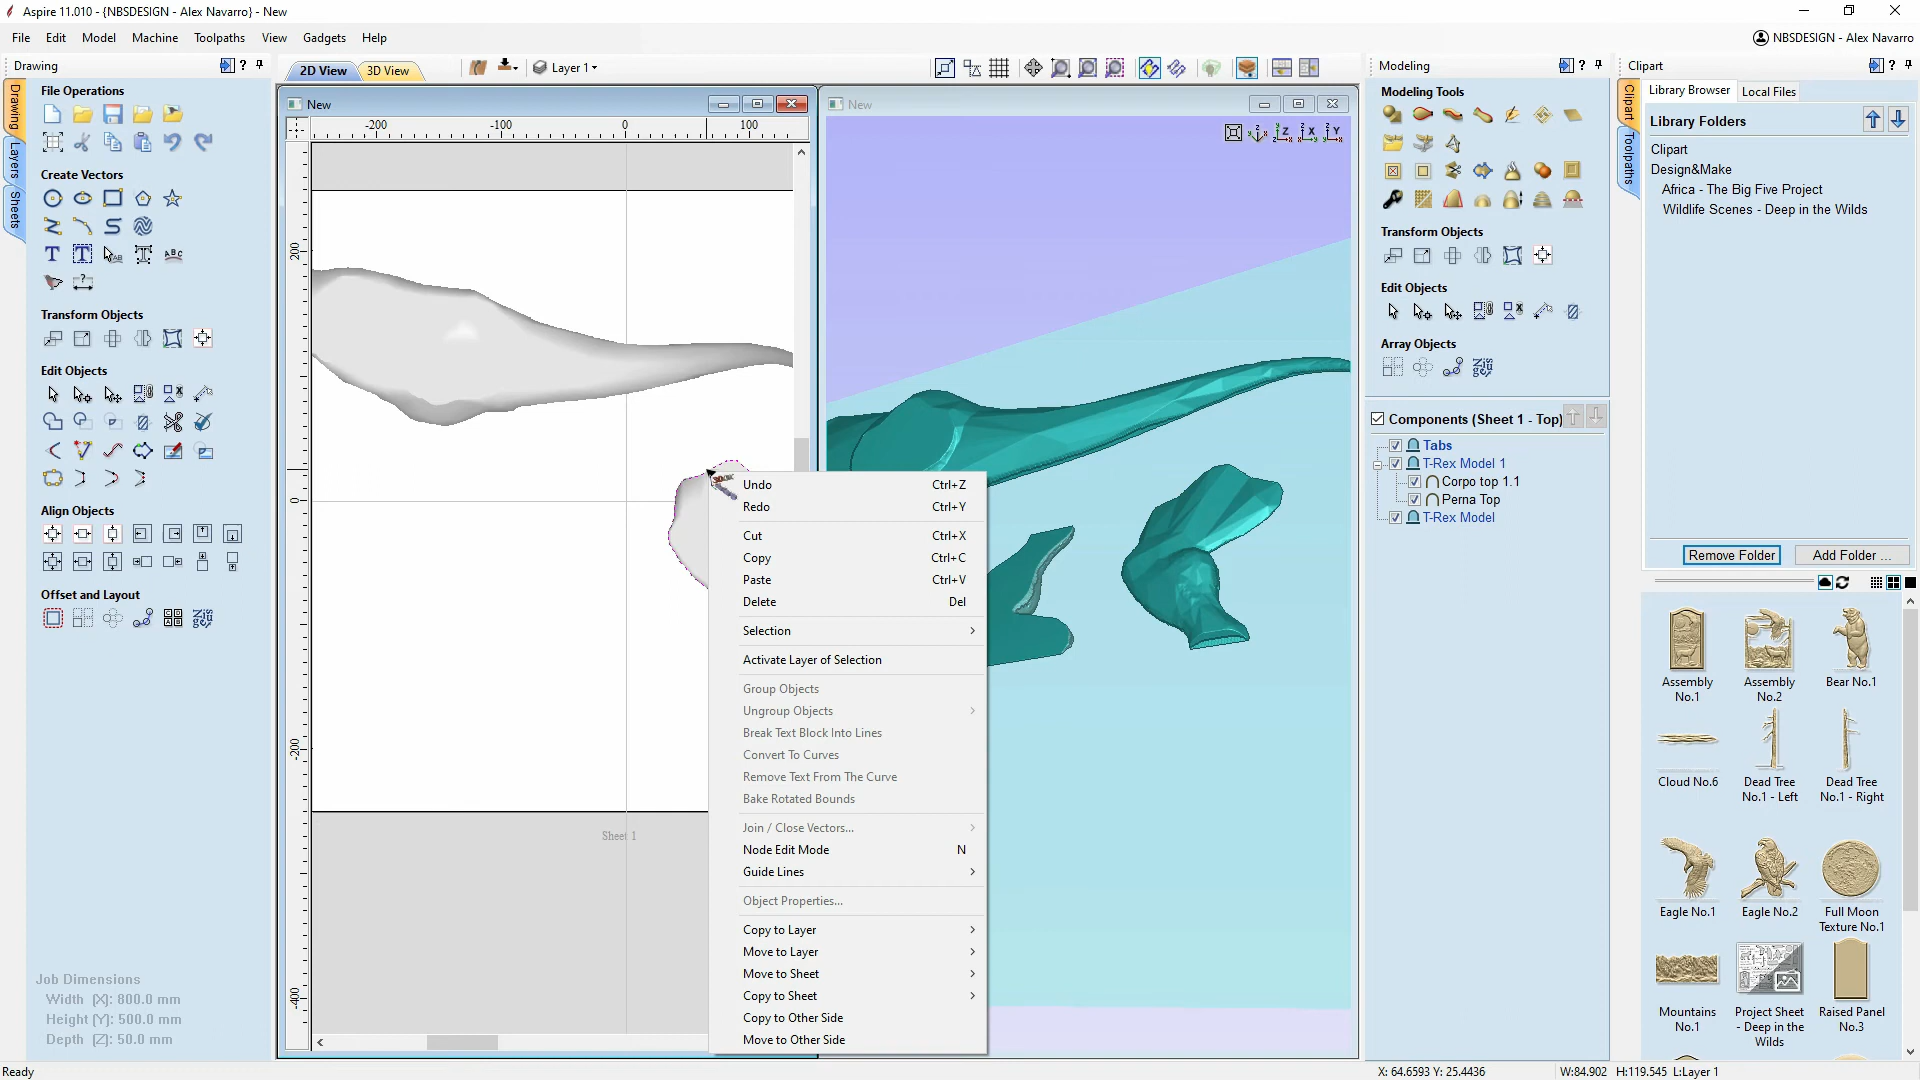 Aspire 11.010 - {NBSDESIGN - Alex Navarro} - New
File Edit Model Machine Toolpaths View Gadgets Help
NBSDESIGN - Alex Navarro
Drawing
Drawing
Layers
Sheets
File Operations
Create Vectors
Transform Objects
Edit Objects
Align Objects
Offset and Layout
Job Dimensions
Width (X): 800.0 mm
Height (Y): 500.0 mm
Depth (Z): 50.0 mm
Ready
2D View
3D View
Layer 1
New
-200 -100 0 100
200
0
-200
-400
Sheet 1
New
Z X Y
Undo Ctrl+Z
Redo Ctrl+Y
Cut Ctrl+X
Copy Ctrl+C
Paste Ctrl+V
Delete Del
Selection
Activate Layer of Selection
Group Objects
Ungroup Objects
Break Text Block Into Lines
Convert To Curves
Remove Text From The Curve
Bake Rotated Bounds
Join / Close Vectors...
Node Edit Mode N
Guide Lines
Object Properties...
Copy to Layer
Move to Layer
Move to Sheet
Copy to Sheet
Copy to Other Side
Move to Other Side
Modeling
Modeling Tools
Transform Objects
Edit Objects
Array Objects
Components (Sheet 1 - Top)
Tabs
T-Rex Model 1
Corpo top 1.1
Perna Top
T-Rex Model
Clipart
Clipart
Toolpaths
Library Browser
Local Files
Library Folders
Clipart
Design&Make
Africa - The Big Five Project
Wildlife Scenes - Deep in the Wilds
Remove Folder
Add Folder ...
Assembly No.1
Assembly No.2
Bear No.1
Cloud No.6
Dead Tree No.1 - Left
Dead Tree No.1 - Right
Eagle No.1
Eagle No.2
Full Moon Texture No.1
Mountains No.1
Project Sheet - Deep in the Wilds
Raised Panel No.3
X: 64.6593 Y: 25.4436
W:84.902 H:119.545 L:Layer 1